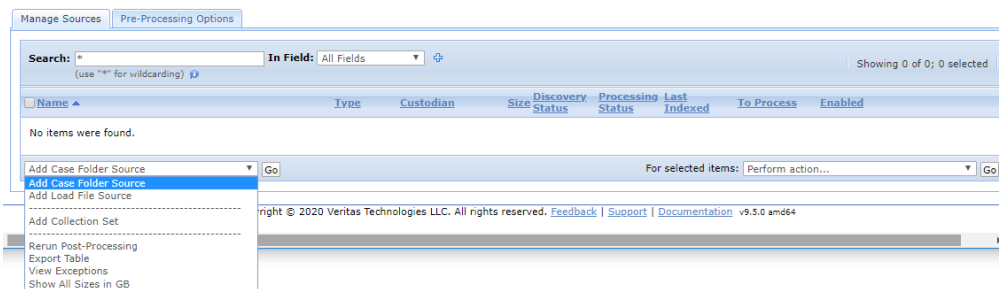 Manage Sources Pre-Processing Options
Search: * In Field: All Fields
(use "*" for wildcarding)
Showing 0 of 0; 0 selected
Name Type Custodian Size Discovery Status Processing Status Last Indexed To Process Enabled
No items were found.
Add Case Folder Source Go For selected items: Perform action... Go
Add Case Folder Source
Add Load File Source
----------------------------------------
Add Collection Set
----------------------------------------
Rerun Post-Processing
Export Table
View Exceptions
Show All Sizes in GB
© 2020 Veritas Technologies LLC. All rights reserved. Feedback | Support | Documentation v9.5.0 amd64